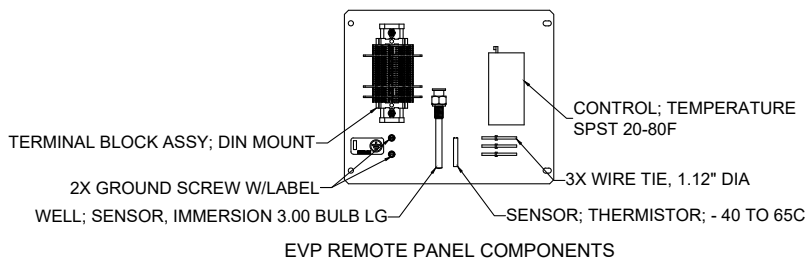 TERMINAL BLOCK ASSY; DIN MOUNT
CONTROL; TEMPERATURE
SPST 20-80F
2X GROUND SCREW W/LABEL
3X WIRE TIE, 1.12" DIA
WELL; SENSOR, IMMERSION 3.00 BULB LG
SENSOR; THERMISTOR; - 40 TO 65C
EVP REMOTE PANEL COMPONENTS